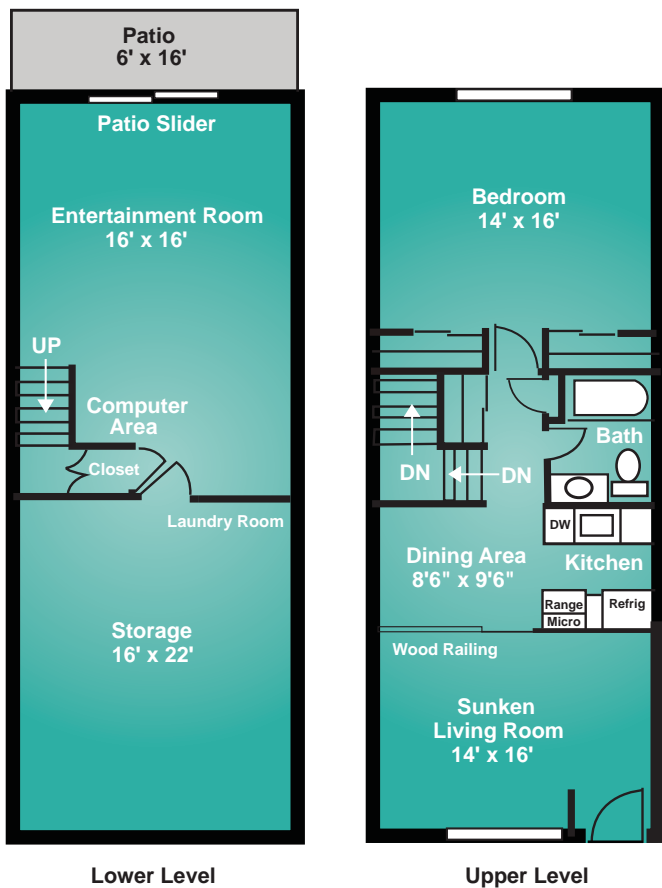 Patio
6' x 16'
Patio Slider
Entertainment Room
16' x 16'
UP
Computer
Area
Closet
Laundry Room
Storage
16' x 22'
Lower Level
Bedroom
14' x 16'
Bath
DN
DN
DW
Kitchen
Dining Area
8'6" x 9'6"
Range
Micro
Refrig
Wood Railing
Sunken
Living Room
14' x 16'
Upper Level